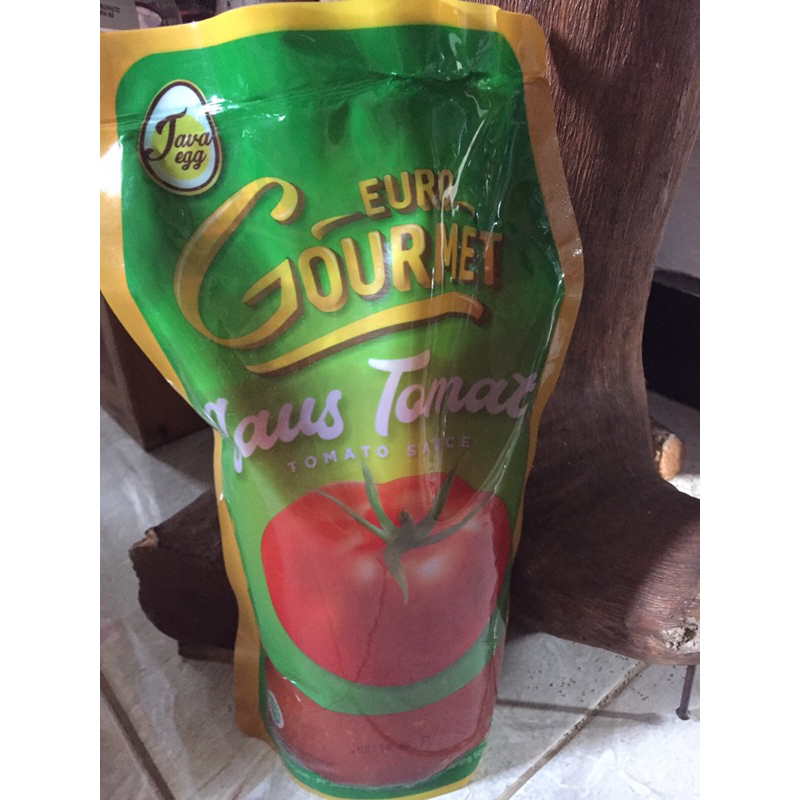 Java
egg
EURO
GOURMET
Saus Tomat
TOMATO SAUCE